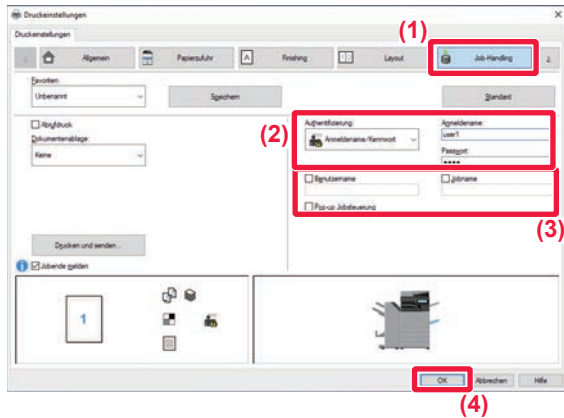 Druckeinstellungen
Druckeinstellungen
(1)
Allgemein
Papierzufuhr
Finishing
Layout
Job-Handling
2
Favoriten:
Unbenannt
Speichern
Standard
Abrufdruck
Dokumentenablage:
Keine
(2)
Authentifizierung:
Anmeldename/Kennwort
Anmeldename:
user1
Passwort:
••••
Benutzername
Jobname
Pop-up Jobsteuerung
(3)
Drucken und senden...
Jobende melden
1
OK
Abbrechen
Hilfe
(4)